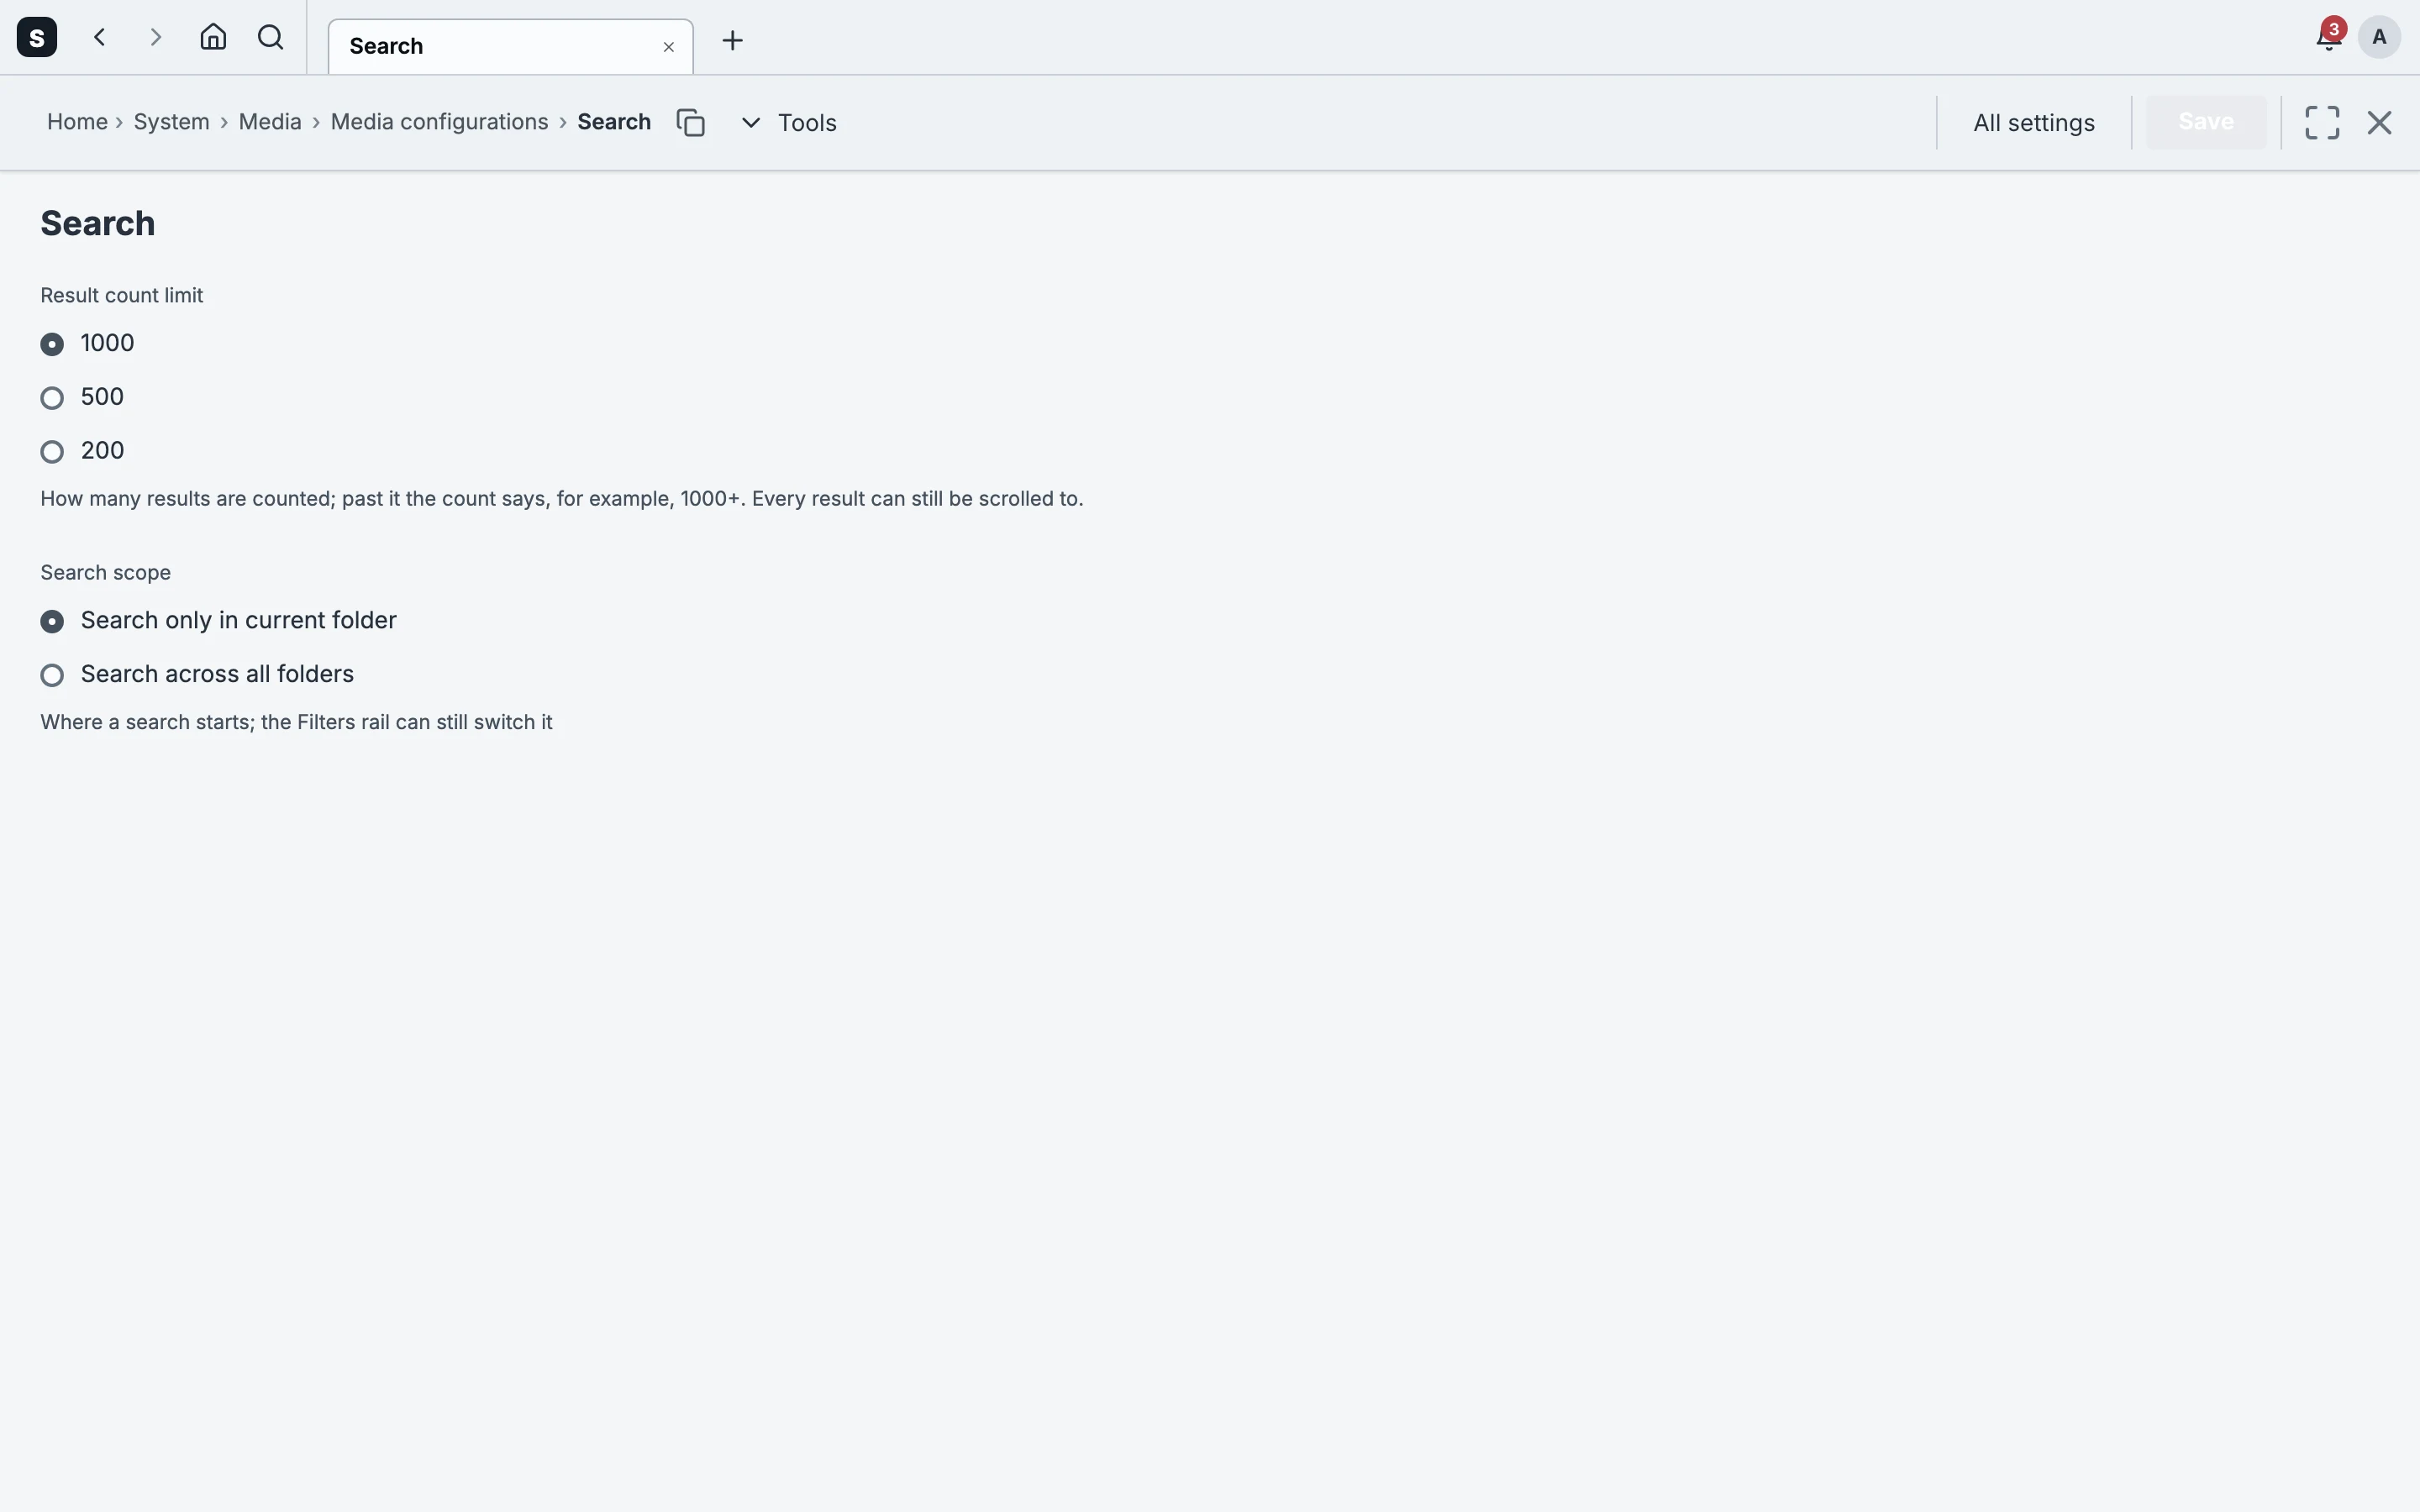 S
Search
3
A
Home › System › Media › Media configurations › Search
Tools
All settings
Save
Search
Result count limit
1000
500
200
How many results are counted; past it the count says, for example, 1000+. Every result can still be scrolled to.
Search scope
Search only in current folder
Search across all folders
Where a search starts; the Filters rail can still switch it